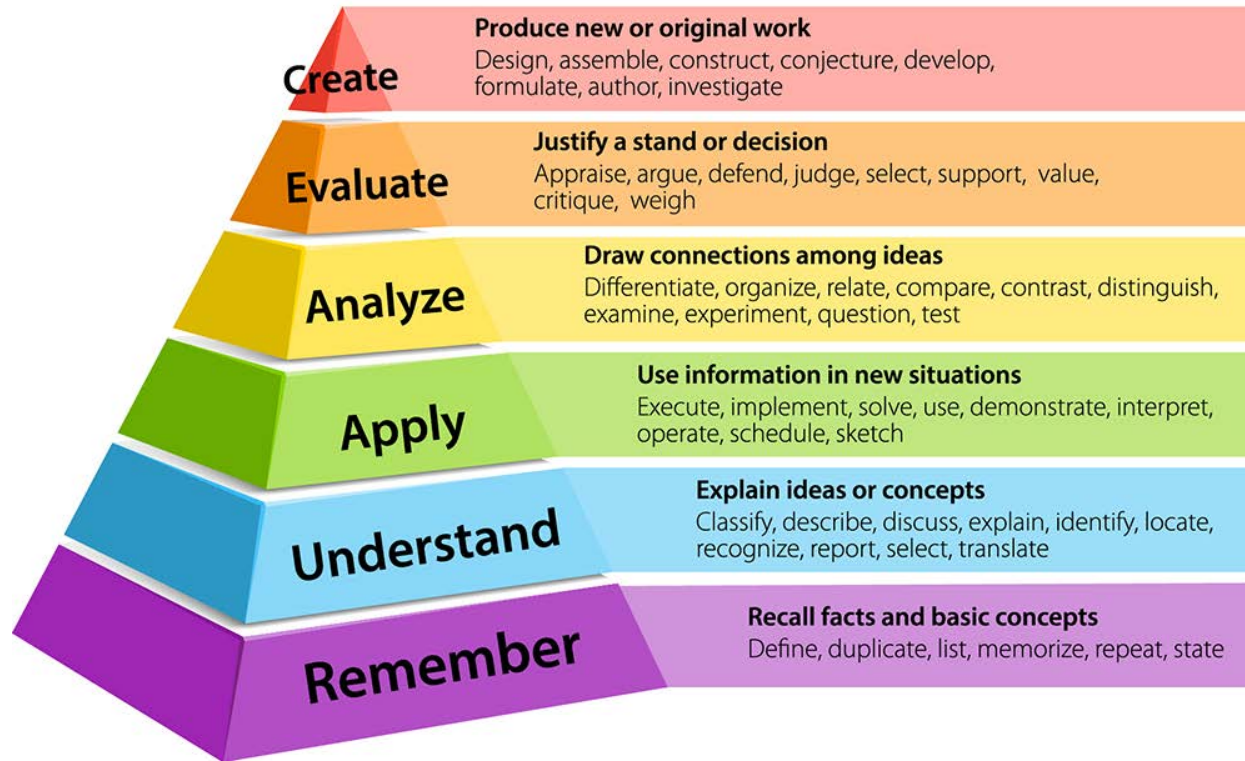 Create
Produce new or original work
Design, assemble, construct, conjecture, develop,
formulate, author, investigate
Evaluate
Justify a stand or decision
Appraise, argue, defend, judge, select, support, value,
critique, weigh
Analyze
Draw connections among ideas
Differentiate, organize, relate, compare, contrast, distinguish,
examine, experiment, question, test
Apply
Use information in new situations
Execute, implement, solve, use, demonstrate, interpret,
operate, schedule, sketch
Understand
Explain ideas or concepts
Classify, describe, discuss, explain, identify, locate,
recognize, report, select, translate
Remember
Recall facts and basic concepts
Define, duplicate, list, memorize, repeat, state